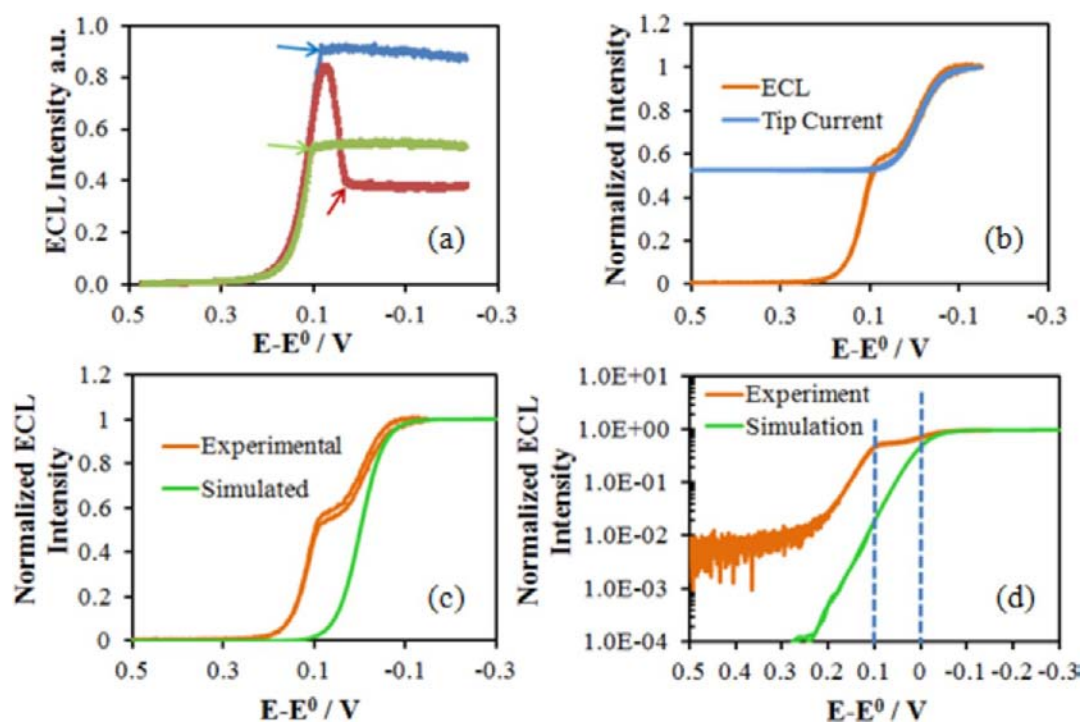 ECL Intensity a.u.
1.0
0.8
0.6
0.4
0.2
0.0
(a)
0.5 0.3 0.1 -0.1 -0.3
E-E⁰ / V
Normalized Intensity
1.2
1
0.8
0.6
0.4
0.2
0
ECL
Tip Current
(b)
0.5 0.3 0.1 -0.1 -0.3
E-E⁰ / V
Normalized ECL
Intensity
1.2
1
0.8
0.6
0.4
0.2
0
Experimental
Simulated
(c)
0.5 0.3 0.1 -0.1 -0.3
E-E⁰ / V
Normalized ECL
Intensity
1.0E+01
1.0E+00
1.0E-01
1.0E-02
1.0E-03
1.0E-04
Experiment
Simulation
(d)
0.5 0.4 0.3 0.2 0.1 0 -0.1 -0.2 -0.3
E-E⁰ / V